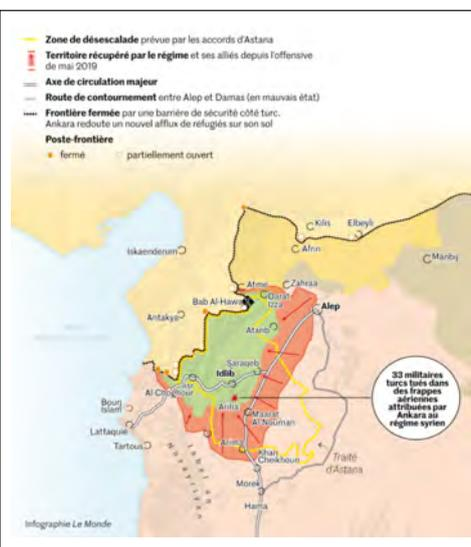 Zone de désescalade prévue par les accords d'Astana
Territoire récupéré par le régime et ses alliés depuis l'offensive
de mai 2019
Axe de circulation majeur
Route de contournement entre Alep et Damas (en mauvais état)
Frontière fermée par une barrière de sécurité côté turc.
Ankara redoute un nouvel afflux de réfugiés sur son sol
Poste-frontière
fermé partiellement ouvert
Kilis Elbeyli
Iskaenderum
Afrin
Manbij
Atme Zahraa
Bab Al-Hawa Darat
Izza Alep
Antakya
Atarib
Saraqeb
Idlib
Al Choghour
Ariha
33 militaires
turcs tués dans
des frappes
aériennes
attribuées par
Ankara au
régime syrien
Bourj
Islam
Maarat
Al Nouman
Lattaquié
Tartous
Khan
Cheikhoun
Traité
d'Astana
Morek
Hama
Infographie Le Monde